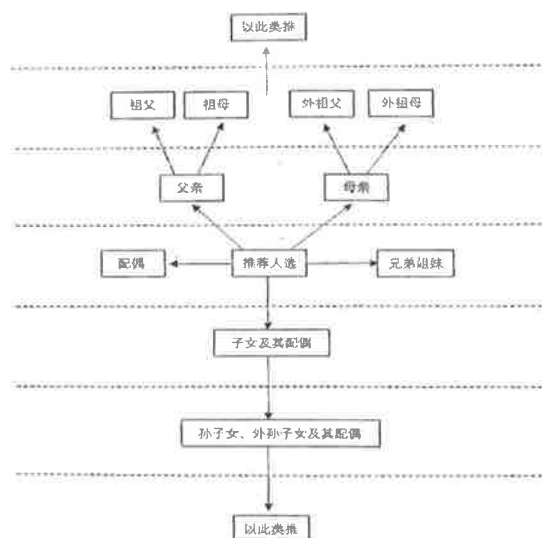 以此类推
祖父
祖母
外祖父
外祖母
父亲
母亲
配偶
推荐人选
兄弟姐妹
子女及其配偶
孙子女、外孙子女及其配偶
以此类推